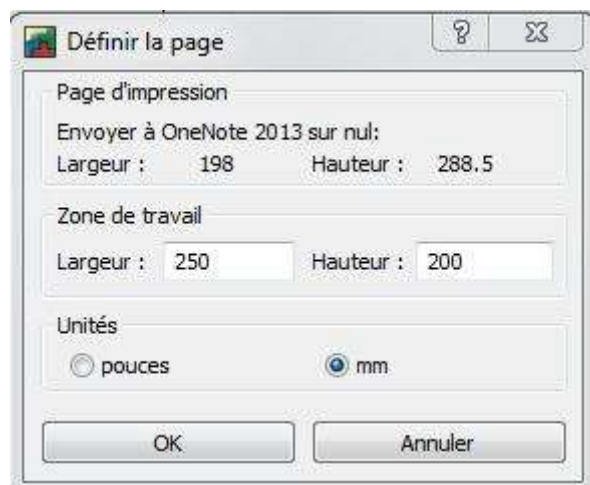 Définir la page
Page d'impression
Envoyer à OneNote 2013 sur nul:
Largeur : 198 Hauteur : 288.5
Zone de travail
Largeur : 250 Hauteur : 200
Unités
pouces mm
OK Annuler